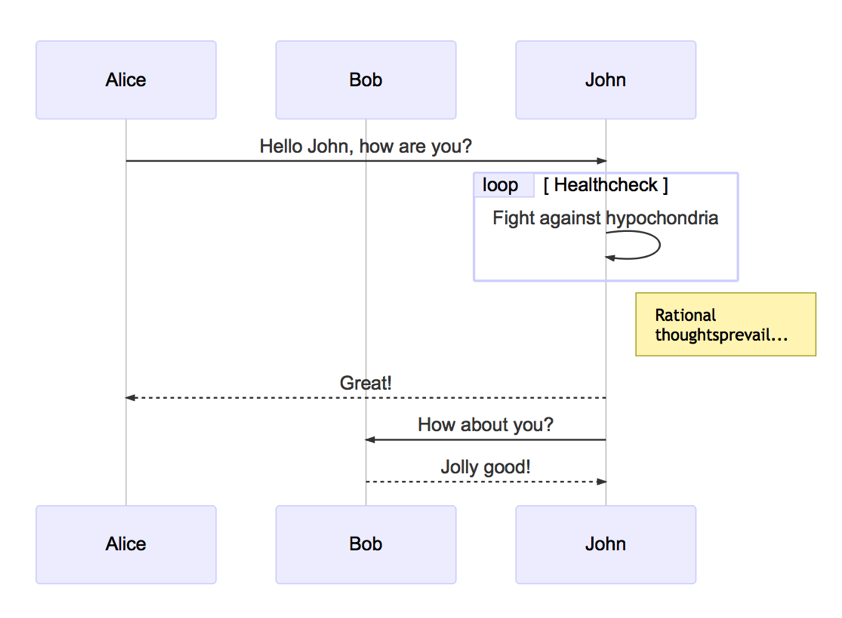 Alice
Bob
John
Hello John, how are you?
loop
[ Healthcheck ]
Fight against hypochondria
Rational
thoughtsprevail...
Great!
How about you?
Jolly good!
Alice
Bob
John